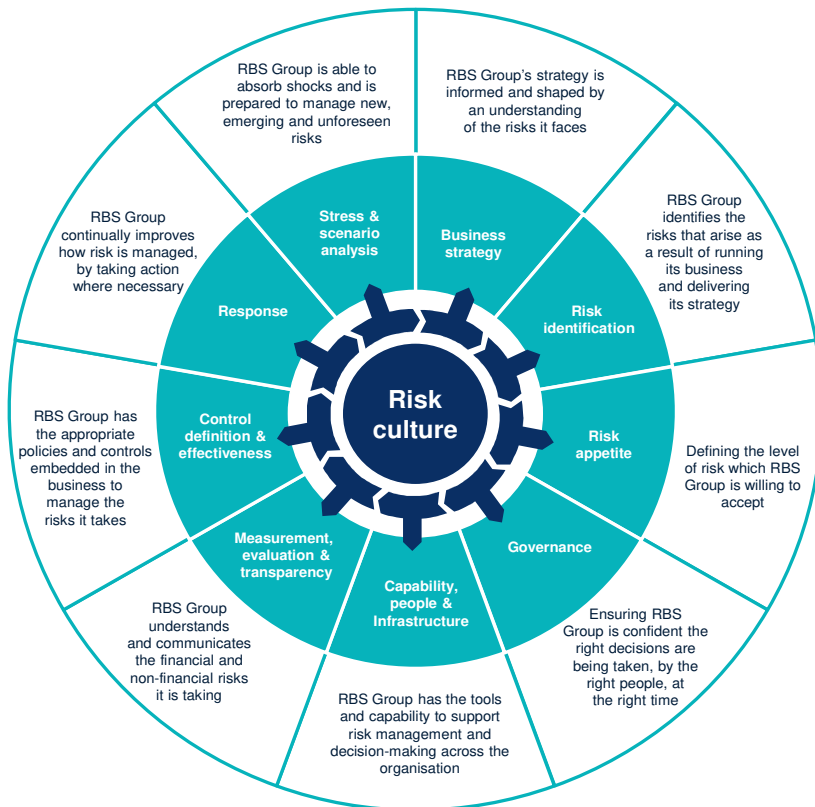 Risk
culture
Business
strategy
RBS Group's strategy is
informed and shaped by
an understanding
of the risks it faces
Risk
identification
RBS Group
identifies the
risks that arise as
a result of running
its business
and delivering
its strategy
Risk
appetite
Defining the level
of risk which RBS
Group is willing to
accept
Governance
Ensuring RBS
Group is confident the
right decisions are
being taken, by the
right people, at
the right time
Capability,
people &
Infrastructure
RBS Group has the tools
and capability to support
risk management and
decision-making across the
organisation
Measurement,
evaluation &
transparency
RBS Group
understands
and communicates
the financial and
non-financial risks
it is taking
Control
definition &
effectiveness
RBS Group has
the appropriate
policies and controls
embedded in the
business to
manage the
risks it takes
Response
RBS Group
continually improves
how risk is managed,
by taking action
where necessary
Stress &
scenario
analysis
RBS Group is able to
absorb shocks and is
prepared to manage new,
emerging and unforeseen
risks